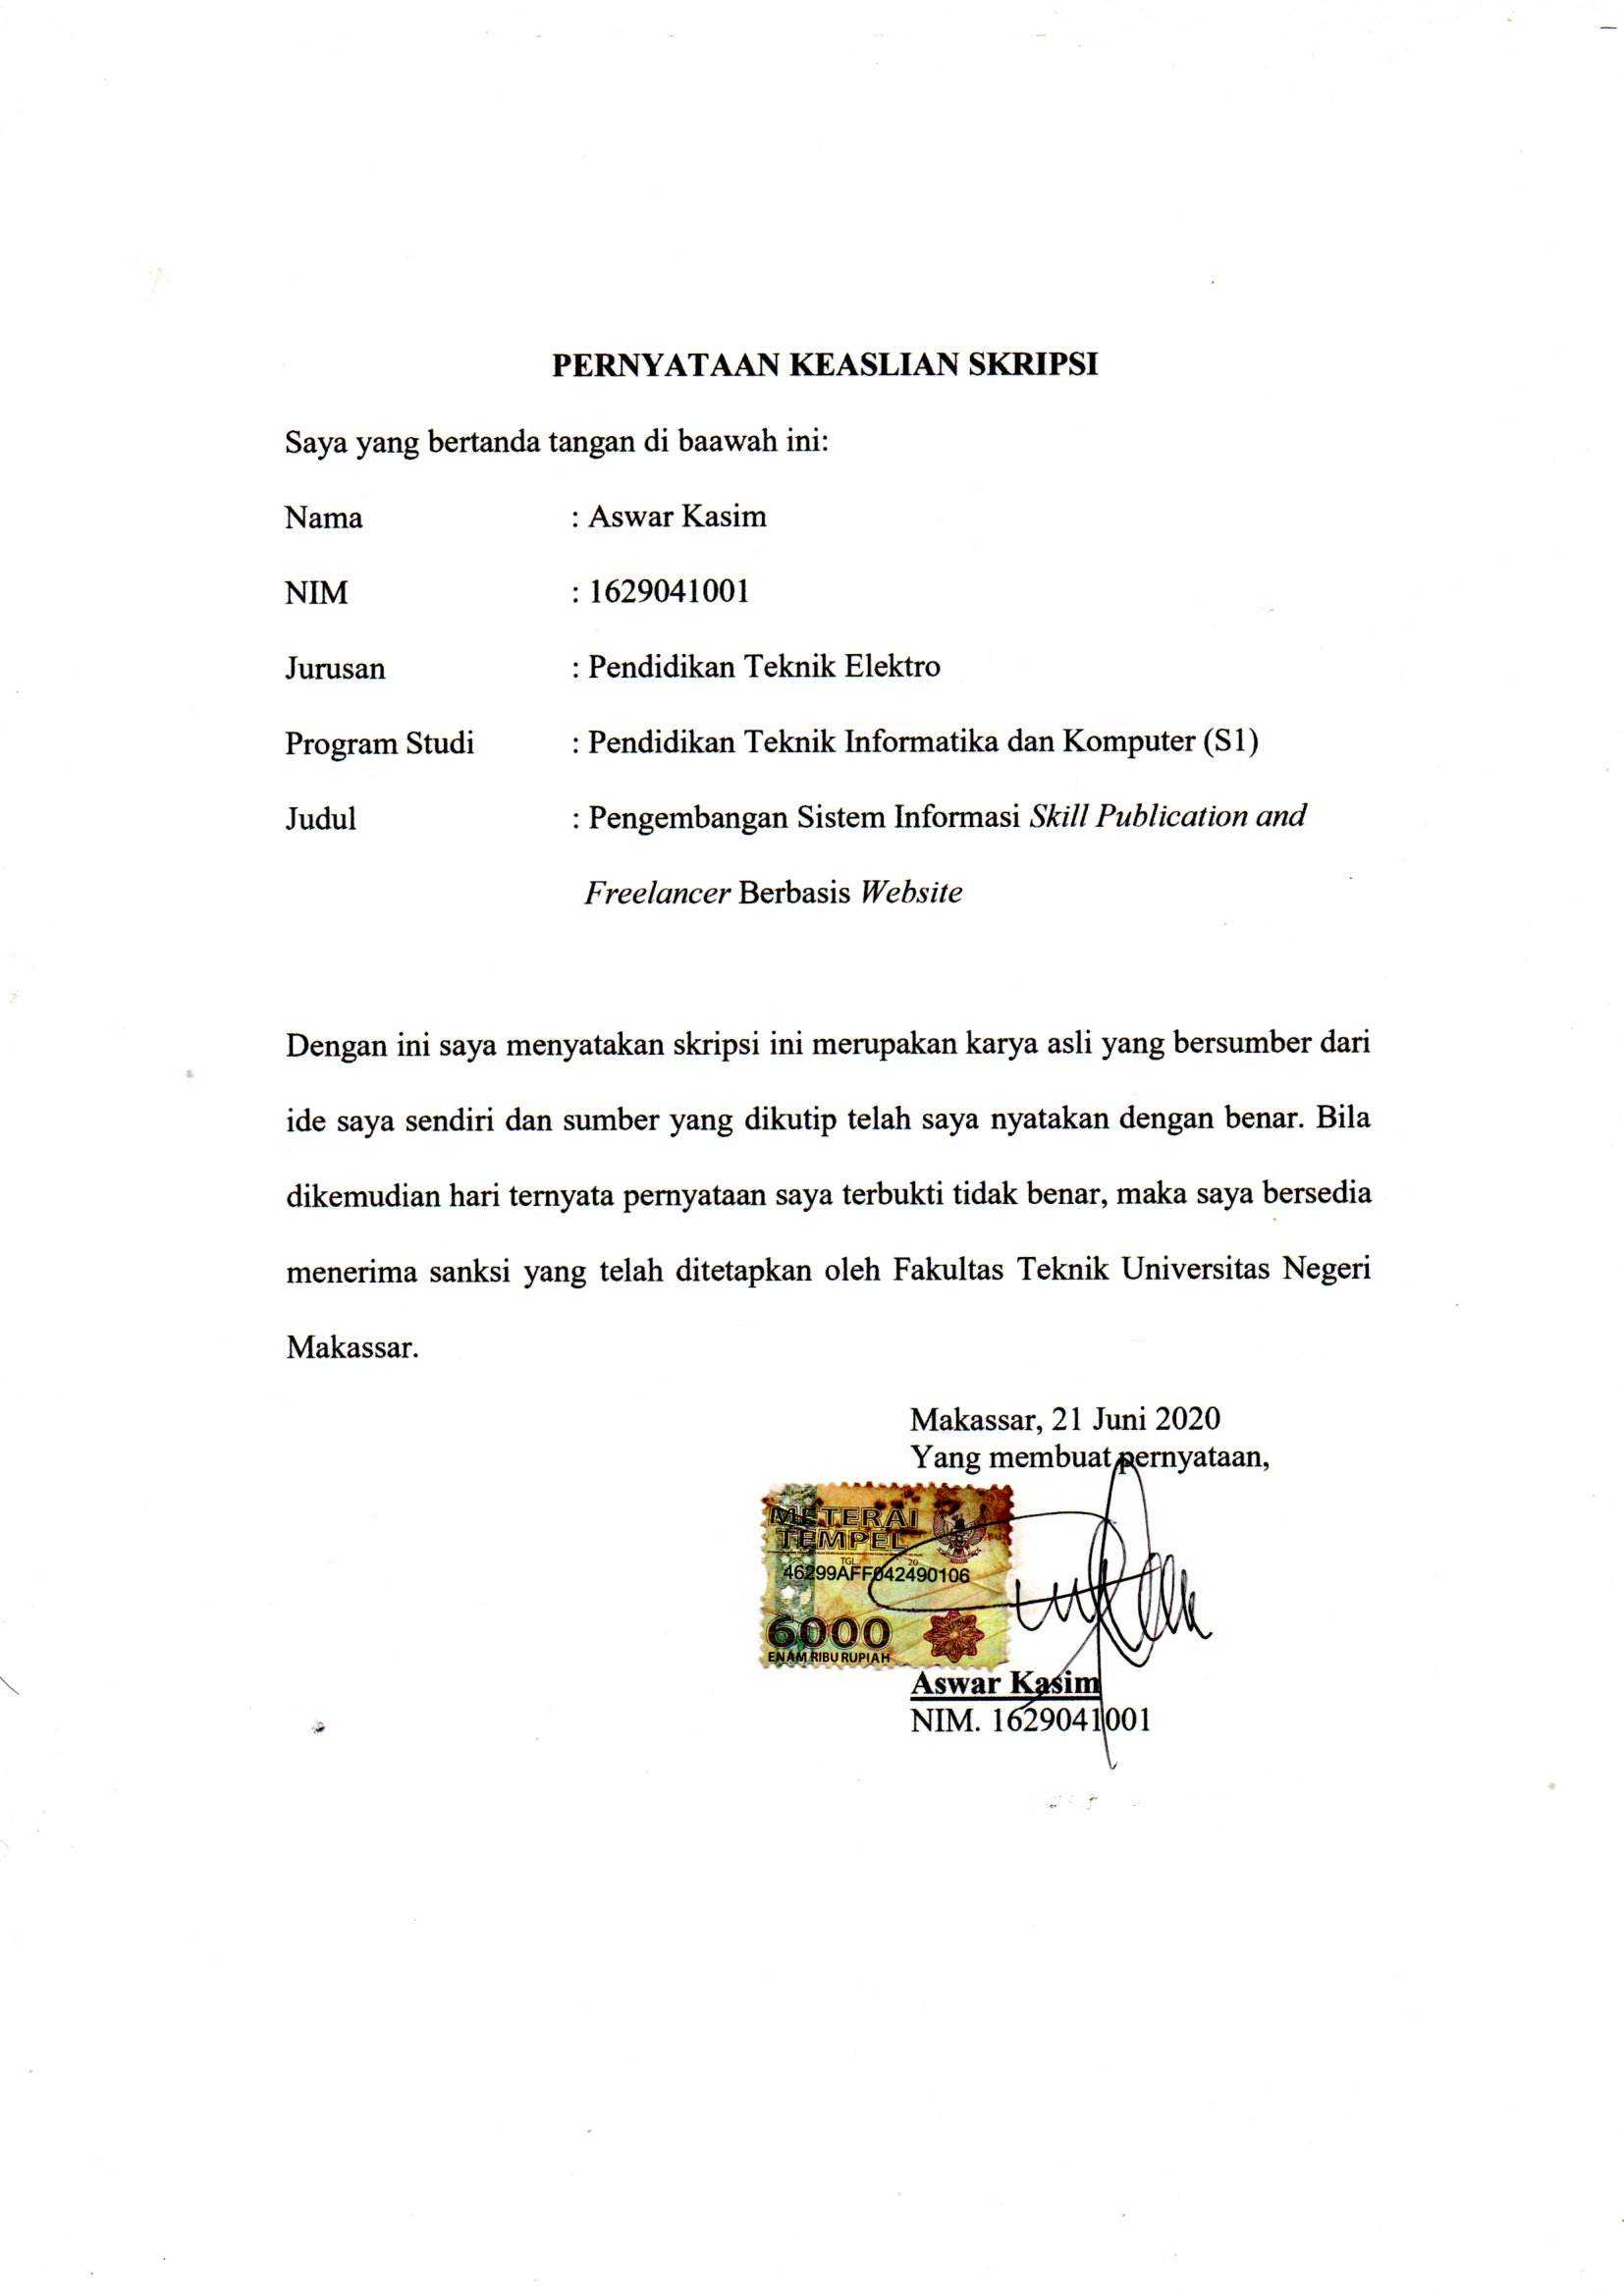 PERNYATAAN KEASLIAN SKRIPSI
Saya yang bertanda tangan di baawah ini:
Nama : Aswar Kasim
NIM : 1629041001
Jurusan : Pendidikan Teknik Elektro
Program Studi : Pendidikan Teknik Informatika dan Komputer (S1)
Judul : Pengembangan Sistem Informasi Skill Publication and
Freelancer Berbasis Website
Dengan ini saya menyatakan skripsi ini merupakan karya asli yang bersumber dari
ide saya sendiri dan sumber yang dikutip telah saya nyatakan dengan benar. Bila
dikemudian hari ternyata pernyataan saya terbukti tidak benar, maka saya bersedia
menerima sanksi yang telah ditetapkan oleh Fakultas Teknik Universitas Negeri
Makassar.
Makassar, 21 Juni 2020
Yang membuat pernyataan,
METERAI
TEMPEL
TGL. 20
46299AFF042490106
6000
ENAM RIBU RUPIAH
Aswar Kasim
NIM. 1629041001